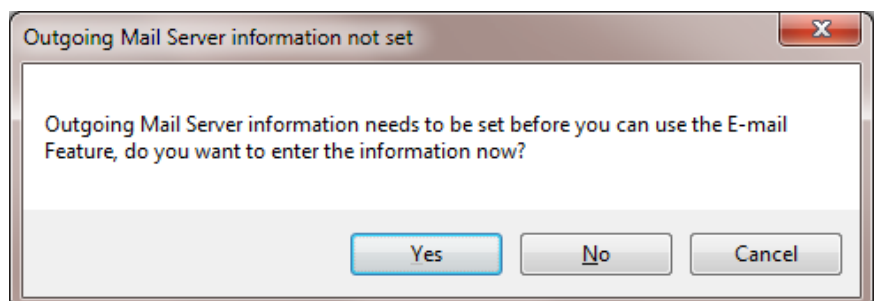 Outgoing Mail Server information not set
Outgoing Mail Server information needs to be set before you can use the E-mail
Feature, do you want to enter the information now?
Yes No Cancel